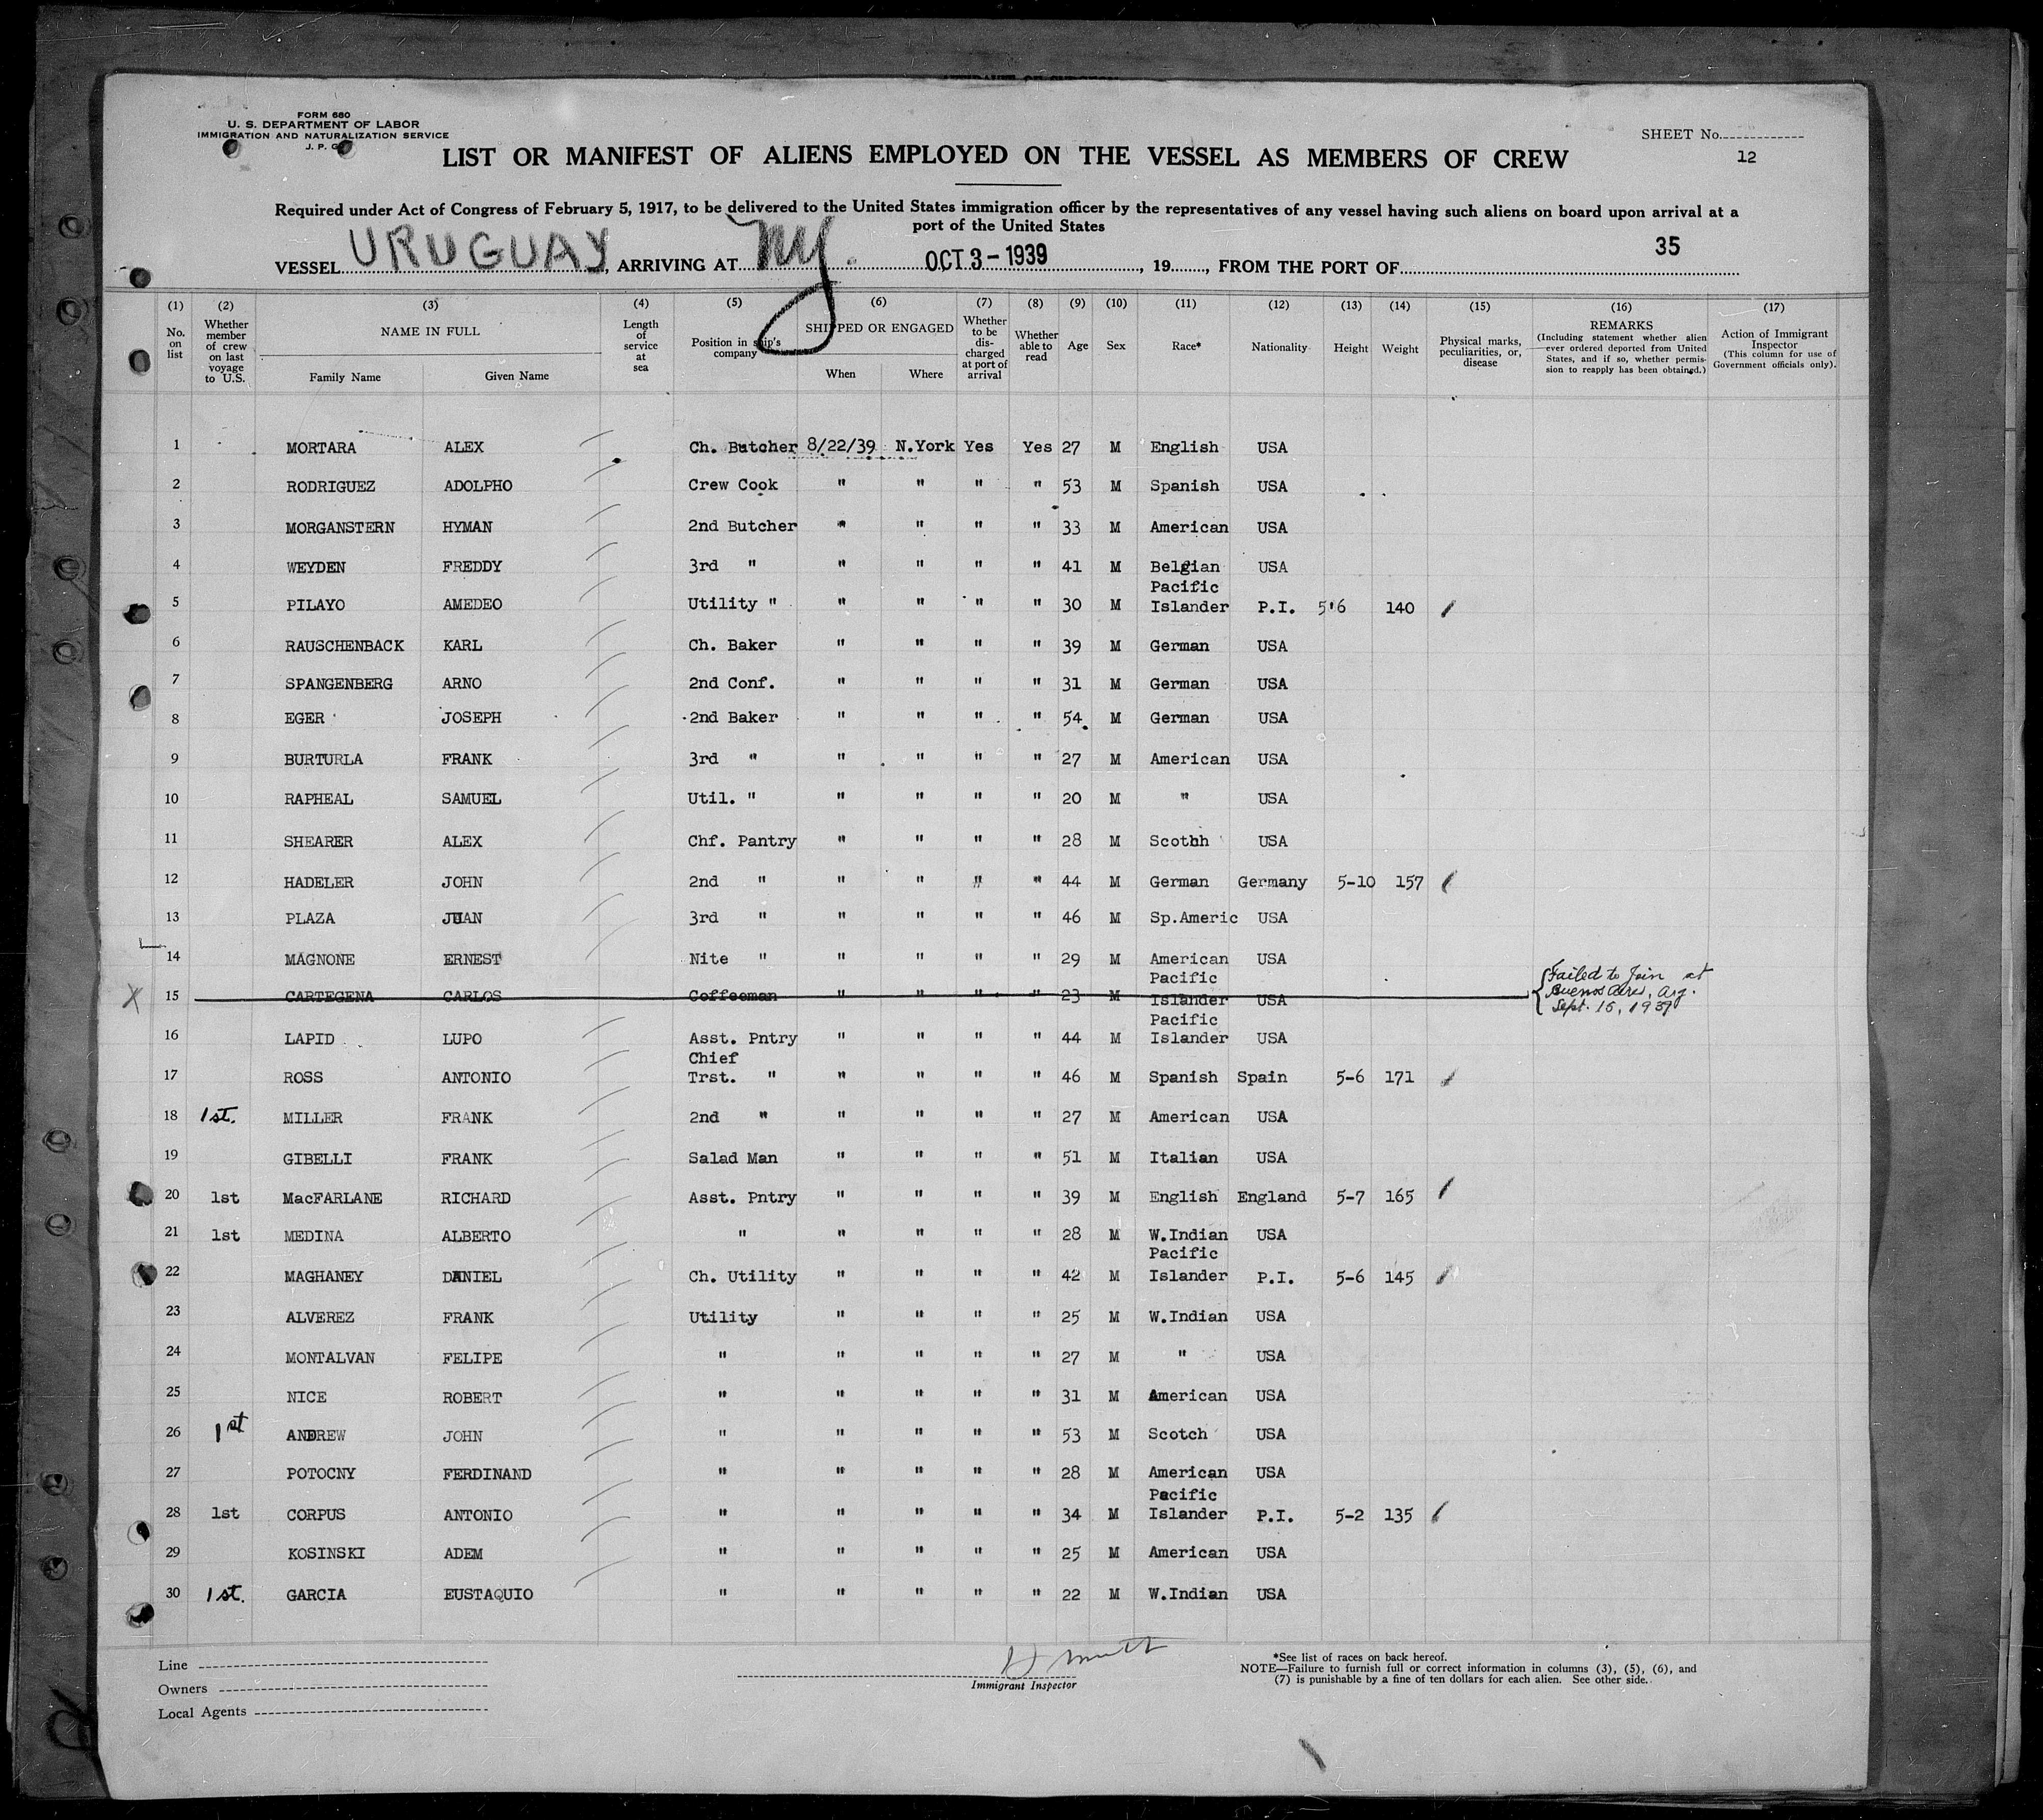 FORM 680
U. S. DEPARTMENT OF LABOR
IMMIGRATION AND NATURALIZATION SERVICE
J. P. G.
SHEET No.
12
LIST OR MANIFEST OF ALIENS EMPLOYED ON THE VESSEL AS MEMBERS OF CREW
Required under Act of Congress of February 5, 1917, to be delivered to the United States immigration officer by the representatives of any vessel having such aliens on board upon arrival at a
port of the United States
VESSEL URUGUAY, ARRIVING AT NY. OCT 3-1939, 19, FROM THE PORT OF 35
(1) (2) (3) (4) (5) (6) (7) (8) (9) (10) (11) (12) (13) (14) (15) (16) (17)
No. on list
Whether member of crew on last voyage to U.S.
NAME IN FULL
Family Name Given Name
Length of service at sea
Position in ship's company
SHIPPED OR ENGAGED
When Where
Whether to be discharged at port of arrival
Whether able to read
Age
Sex
Race*
Nationality
Height
Weight
Physical marks, peculiarities, or, disease
REMARKS (Including statement whether alien ever ordered deported from United States, and if so, whether permission to reapply has been obtained.)
Action of Immigrant Inspector (This column for use of Government officials only).
1 MORTARA ALEX Ch. Butcher 8/22/39 N.York Yes Yes 27 M English USA
2 RODRIGUEZ ADOLPHO Crew Cook " " " " 53 M Spanish USA
3 MORGANSTERN HYMAN 2nd Butcher " " " " 33 M American USA
4 WEYDEN FREDDY 3rd " " " " " 41 M Belgian USA
5 PILAYO AMEDEO Utility " " " " " 30 M Pacific Islander P.I. 5'6 140
6 RAUSCHENBACK KARL Ch. Baker " " " " 39 M German USA
7 SPANGENBERG ARNO 2nd Conf. " " " " 31 M German USA
8 EGER JOSEPH 2nd Baker " " " " 54 M German USA
9 BURTURLA FRANK 3rd " " " " " 27 M American USA
10 RAPHEAL SAMUEL Util. " " " " " 20 M " USA
11 SHEARER ALEX Chf. Pantry " " " " 28 M Scotch USA
12 HADELER JOHN 2nd " " " " " 44 M German Germany 5-10 157
13 PLAZA JUAN 3rd " " " " " 46 M Sp.Americ USA
14 MAGNONE ERNEST Nite " " " " " 29 M American USA
X 15 CARTEGENA CARLOS Coffeeman " " " " 23 M Pacific Islander USA Failed to Join at Buenos Aires, Arg. Sept. 16, 1939
16 LAPID LUPO Asst. Pntry " " " " 44 M Pacific Islander USA
17 ROSS ANTONIO Chief Trst. " " " " " 46 M Spanish Spain 5-6 171
18 1st. MILLER FRANK 2nd " " " " " 27 M American USA
19 GIBELLI FRANK Salad Man " " " " 51 M Italian USA
20 1st MacFARLANE RICHARD Asst. Pntry " " " " 39 M English England 5-7 165
21 1st MEDINA ALBERTO " " " " " 28 M W.Indian USA
22 MAGHANEY DANIEL Ch. Utility " " " " 42 M Pacific Islander P.I. 5-6 145
23 ALVEREZ FRANK Utility " " " " 25 M W.Indian USA
24 MONTALVAN FELIPE " " " " " 27 M " USA
25 NICE ROBERT " " " " " 31 M American USA
26 1st ANDREW JOHN " " " " " 53 M Scotch USA
27 POTOCNY FERDINAND " " " " " 28 M American USA
28 1st CORPUS ANTONIO " " " " " 34 M Pacific Islander P.I. 5-2 135
29 KOSINSKI ADEM " " " " " 25 M American USA
30 1st. GARCIA EUSTAQUIO " " " " " 22 M W.Indian USA
Line
Owners
Local Agents
Immigrant Inspector
*See list of races on back hereof.
NOTE—Failure to furnish full or correct information in columns (3), (5), (6), and
(7) is punishable by a fine of ten dollars for each alien. See other side.